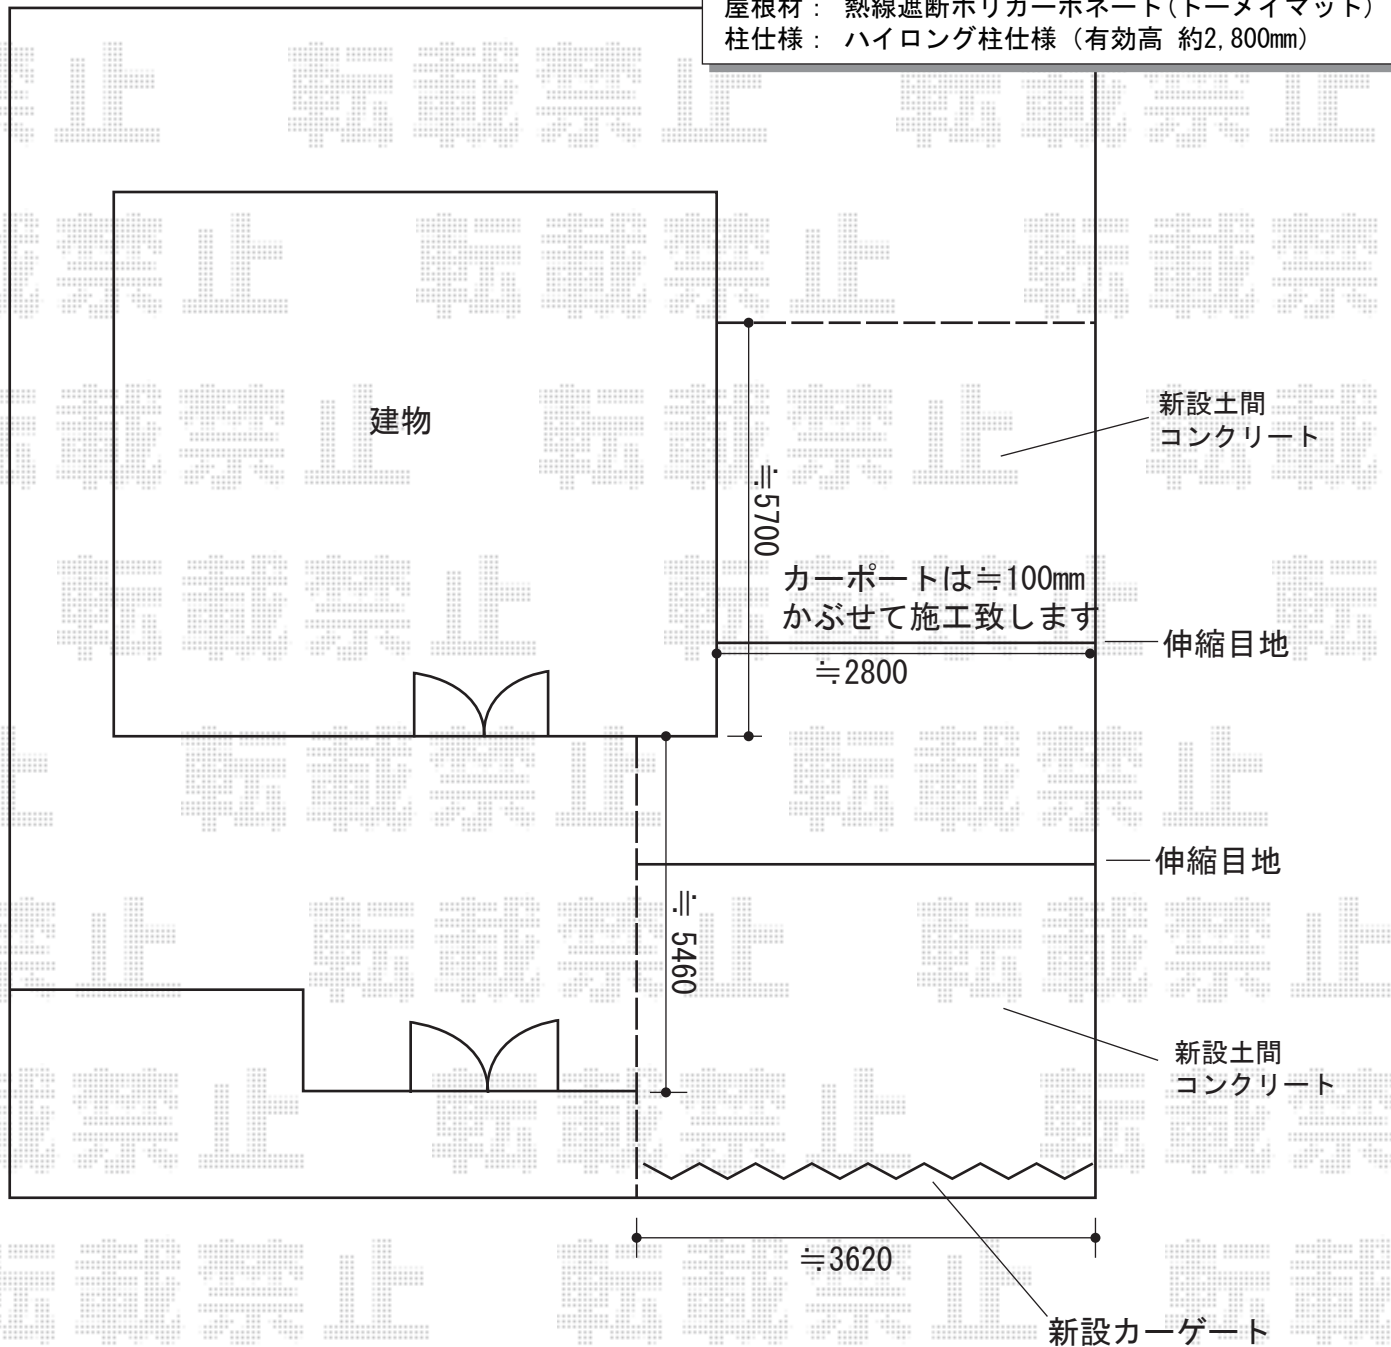 屋根材： 熱線遮断ポリカーボネート(トーメイマット)
柱仕様： ハイロング柱仕様（有効高 約2,800mm）
建物
新設土間
コンクリート
≒5700
カーポートは≒100mm
かぶせて施工致します
伸縮目地
≒2800
伸縮目地
≒ 5460
新設土間
コンクリート
≒3620
新設カーゲート
転載禁止